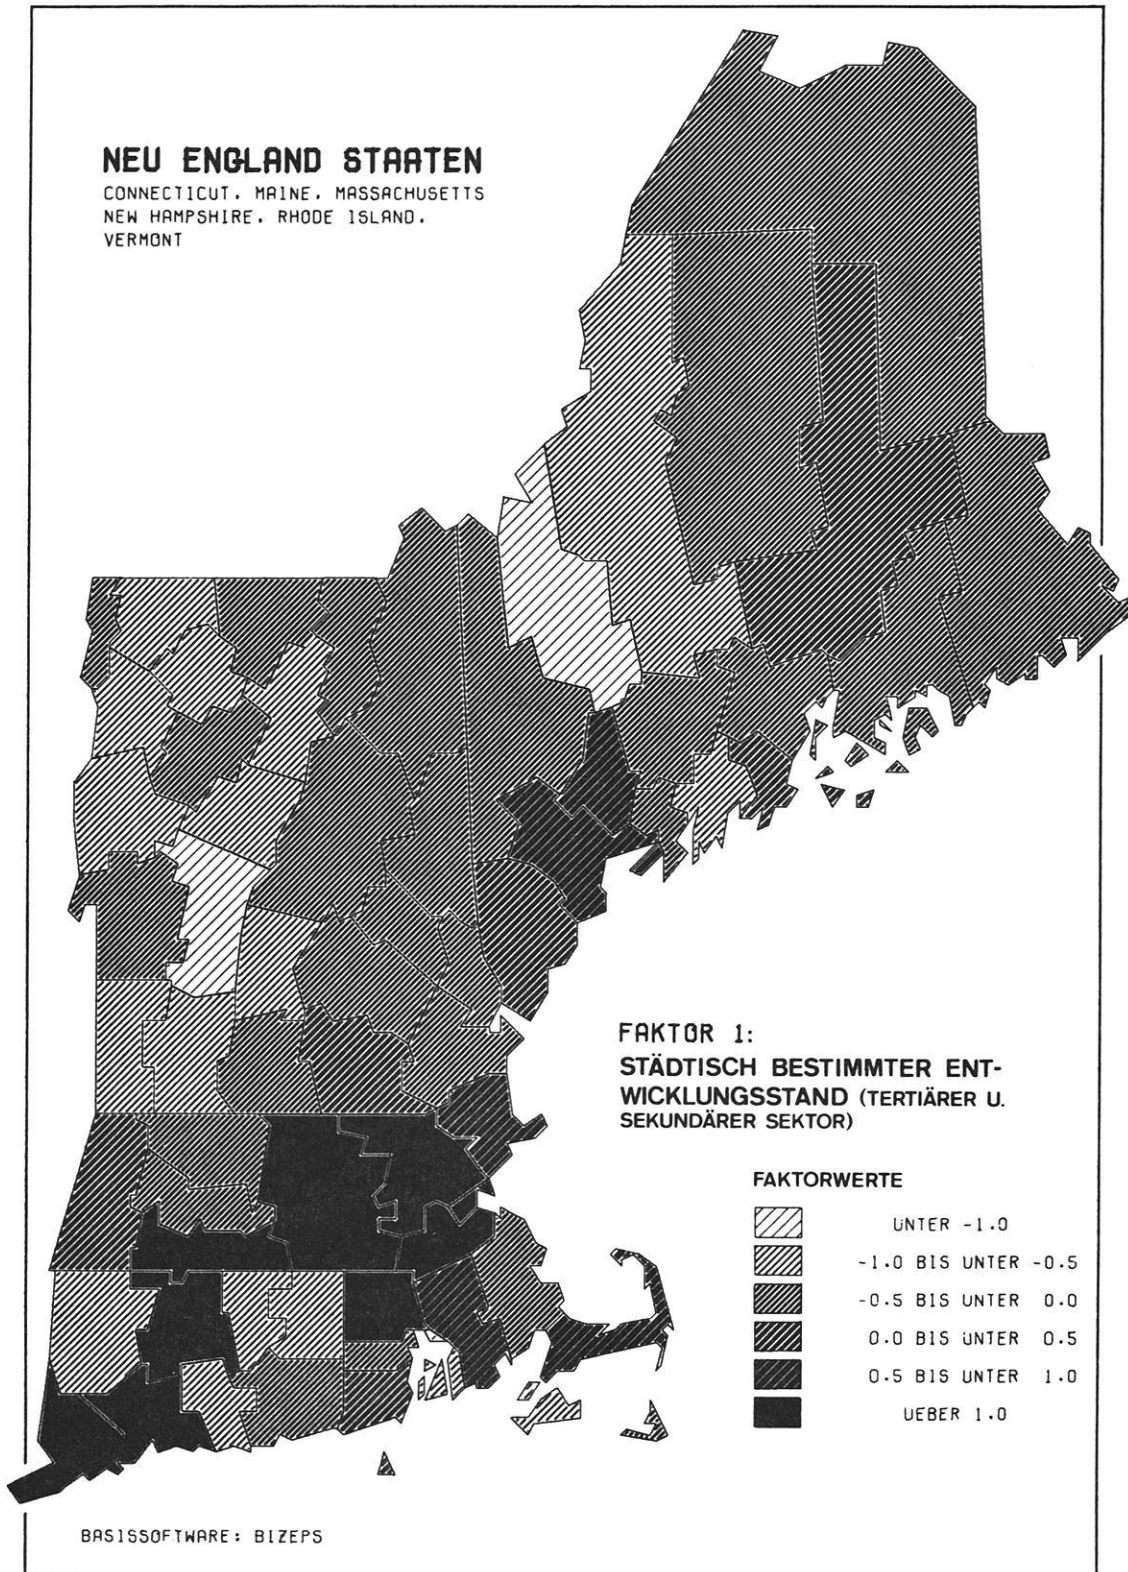 NEU ENGLAND STAATEN
CONNECTICUT. MAINE. MASSACHUSETTS
NEW HAMPSHIRE. RHODE ISLAND.
VERMONT
FAKTOR 1:
STÄDTISCH BESTIMMTER ENT-
WICKLUNGSSTAND (TERTIÄRER U.
SEKUNDÄRER SEKTOR)
FAKTORWERTE
UNTER -1.0
-1.0 BIS UNTER -0.5
-0.5 BIS UNTER 0.0
0.0 BIS UNTER 0.5
0.5 BIS UNTER 1.0
UEBER 1.0
BASISSOFTWARE: BIZEPS